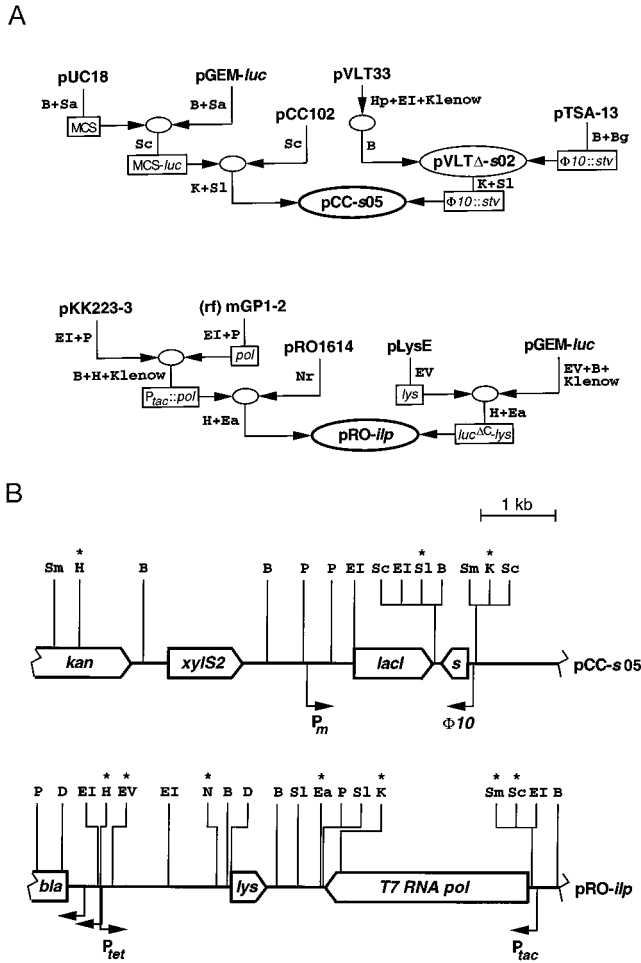 A
pUC18 pGEM-luc pVLT33
B+Sa B+Sa pCC102 Hp+EI+Klenow pTSA-13
MCS Sc Sc B B+Bg
MCS-luc pVLTΔ-s02 Φ10::stv
K+Sl K+Sl
pCC-s05 Φ10::stv
pKK223-3 (rf) mGP1-2
EI+P EI+P pRO1614 pLysE pGEM-luc
pol EV EV+B+
B+H+Klenow Nr lys Klenow
Ptac::pol H+Ea
H+Ea pRO-ilp lucΔC-lys
B
1 kb
* * *
Sm H B B P P EI Sc EI Sl B Sm K Sc
kan xylS2 lacI s pCC-s05
Pm Φ10
* * * * * * *
P D EI H EV EI N B D B Sl Ea P Sl K Sm Sc EI B
bla lys T7 RNA pol pRO-ilp
Ptet Ptac